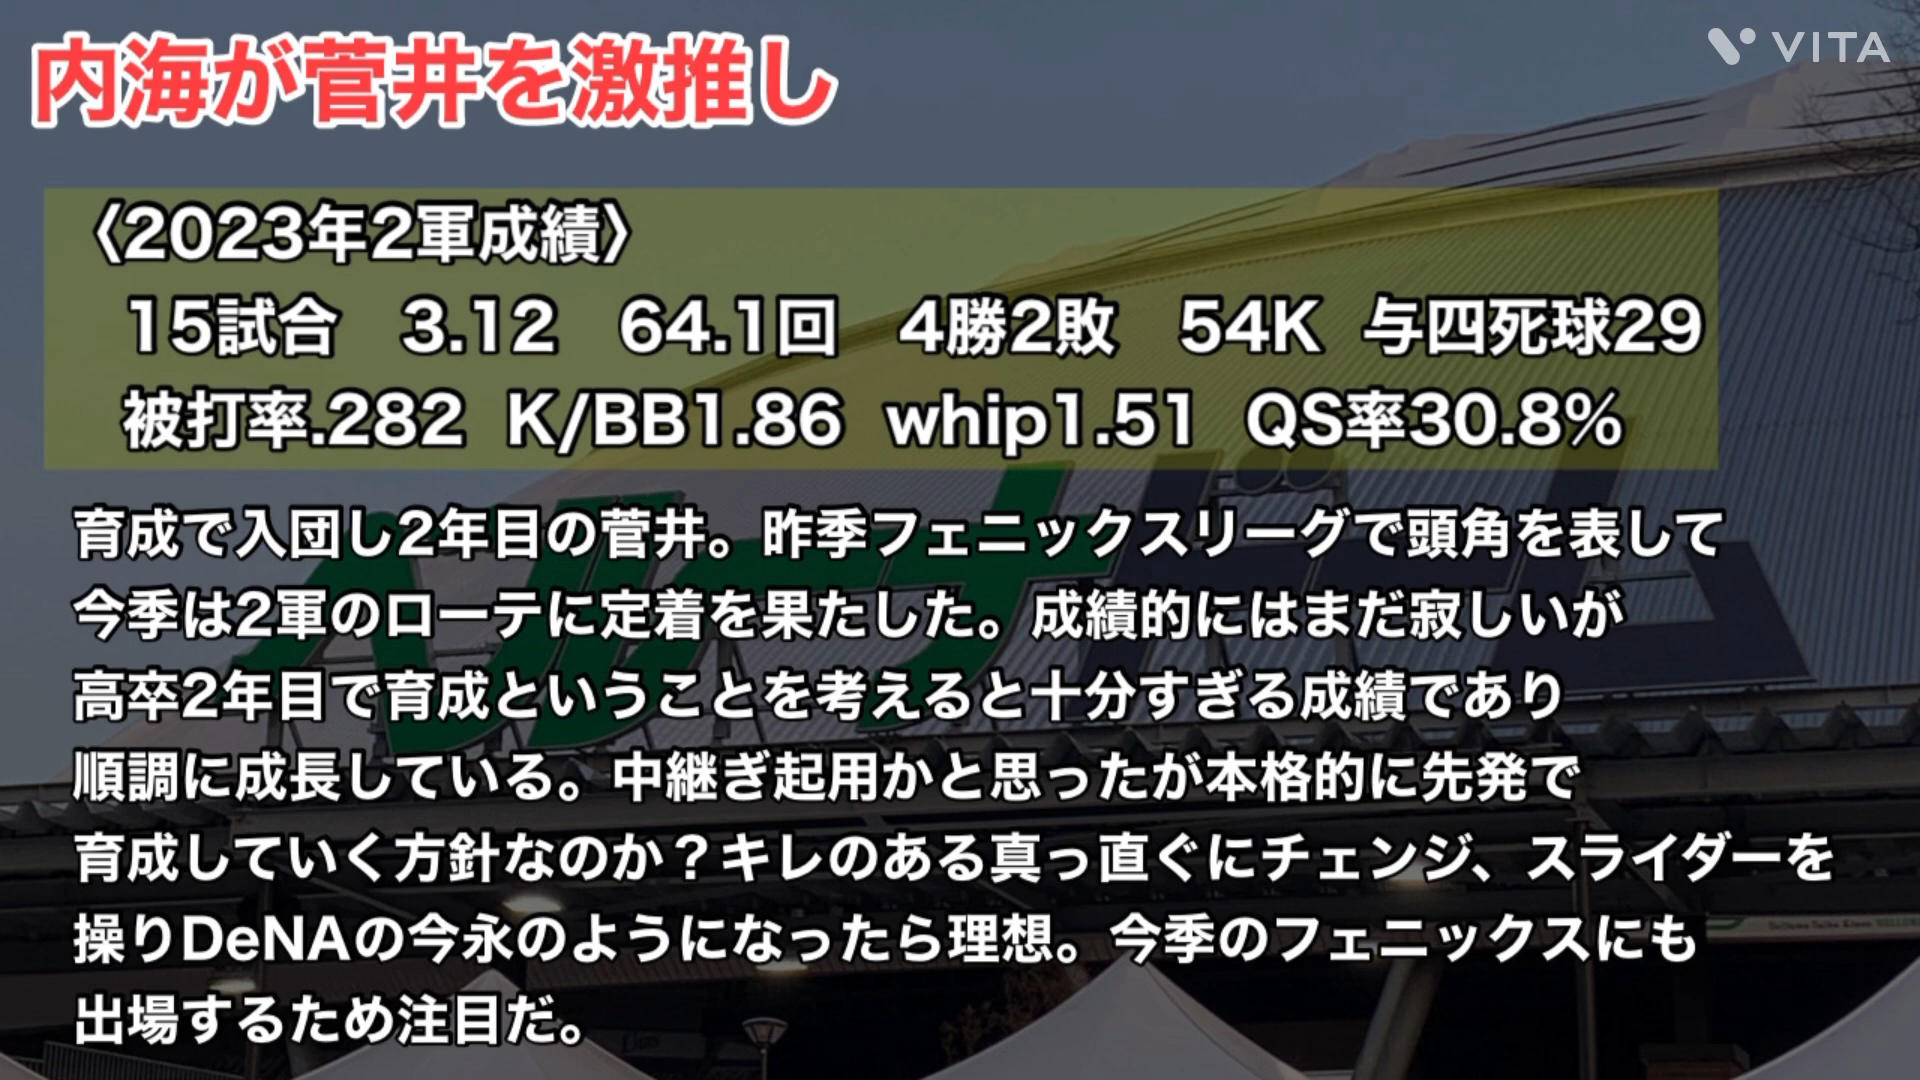 内海が菅井を激推し
VITA
〈2023年2軍成績〉
15試合 3.12 64.1回 4勝2敗 54K 与四死球29
被打率.282 K/BB1.86 whip1.51 QS率30.8%
育成で入団し2年目の菅井。昨季フェニックスリーグで頭角を表して
今季は2軍のローテに定着を果たした。成績的にはまだ寂しいが
高卒2年目で育成ということを考えると十分すぎる成績であり
順調に成長している。中継ぎ起用かと思ったが本格的に先発で
育成していく方針なのか？キレのある真っ直ぐにチェンジ、スライダーを
操りDeNAの今永のようになったら理想。今季のフェニックスにも
出場するため注目だ。
ベルーナドーム